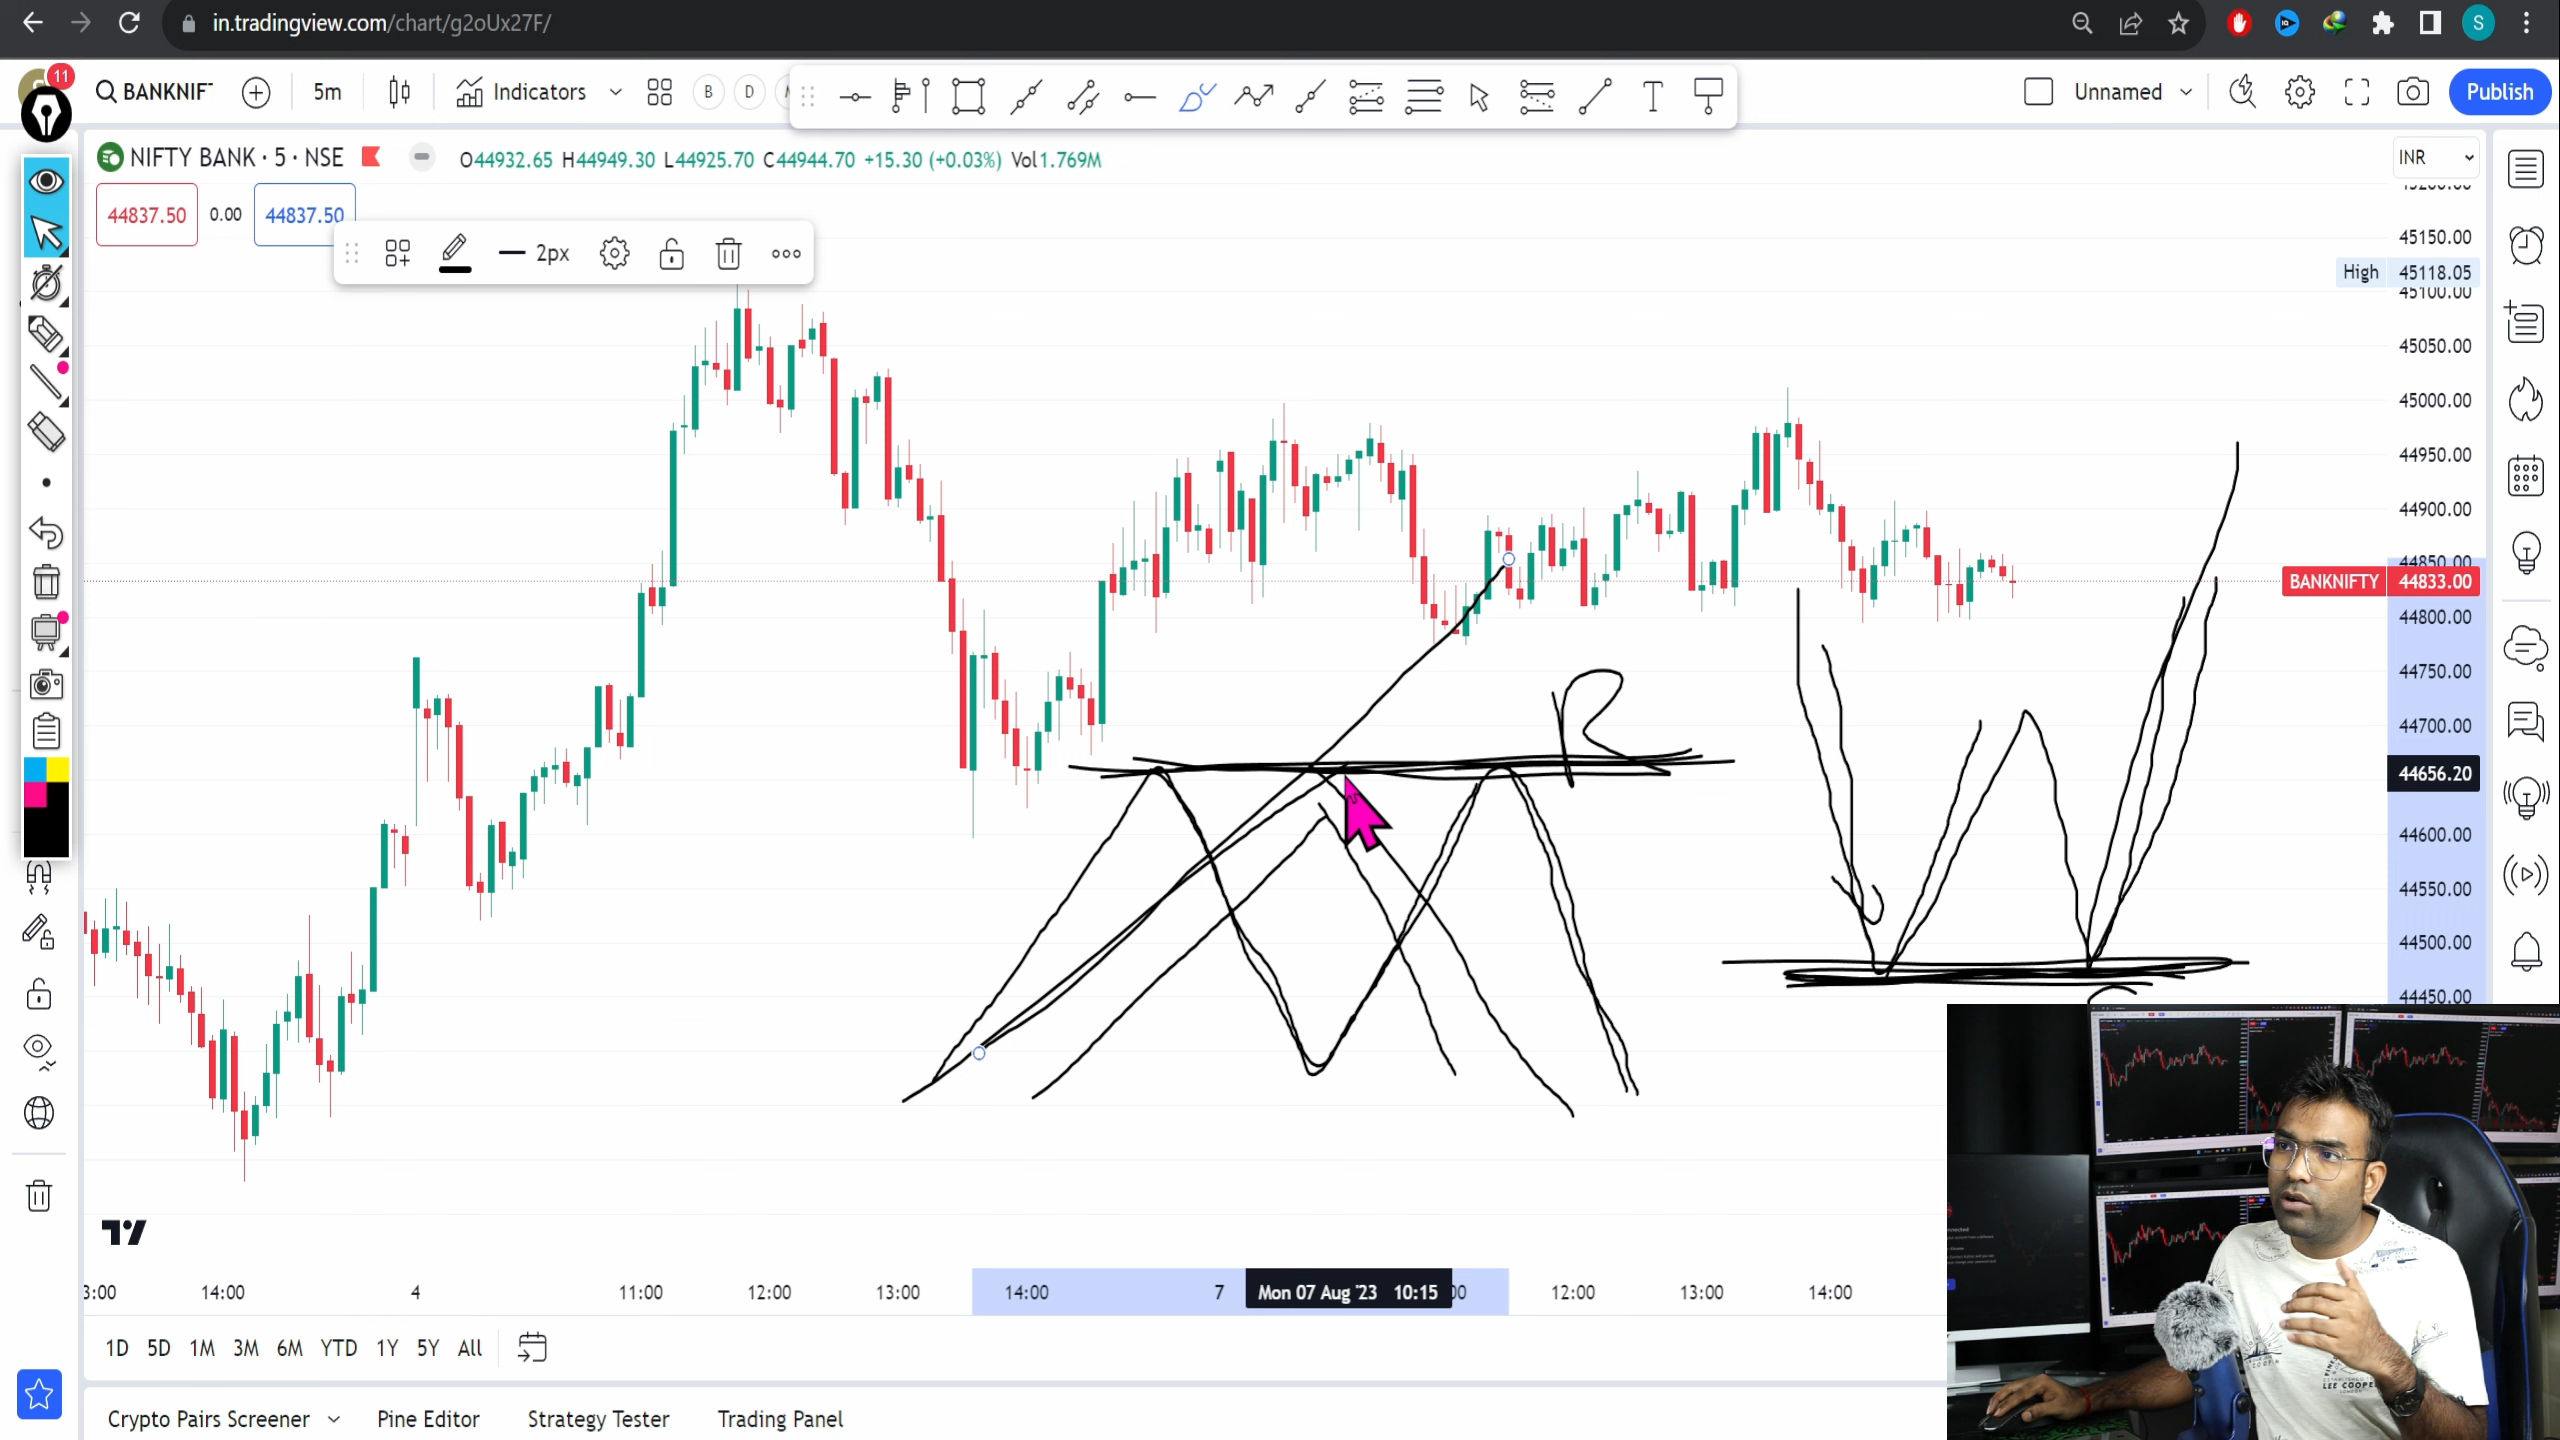 in.tradingview.com/chart/g2oUx27F/
S
11
BANKNIF
5m
Indicators
B
D
T
Unnamed
Publish
NIFTY BANK · 5 · NSE
O44932.65 H44949.30 L44925.70 C44944.70 +15.30 (+0.03%) Vol1.769M
INR
44837.50
0.00
44837.50
2px
45150.00
High 45118.05
45100.00
45050.00
45000.00
44950.00
44900.00
44850.00
BANKNIFTY 44833.00
44800.00
44750.00
R
44700.00
44656.20
44600.00
44550.00
44500.00
44450.00
3:00
14:00
4
11:00
12:00
13:00
14:00
7
Mon 07 Aug '23 10:15
12:00
13:00
14:00
1D 5D 1M 3M 6M YTD 1Y 5Y All
LEE COOPER
Crypto Pairs Screener
Pine Editor
Strategy Tester
Trading Panel